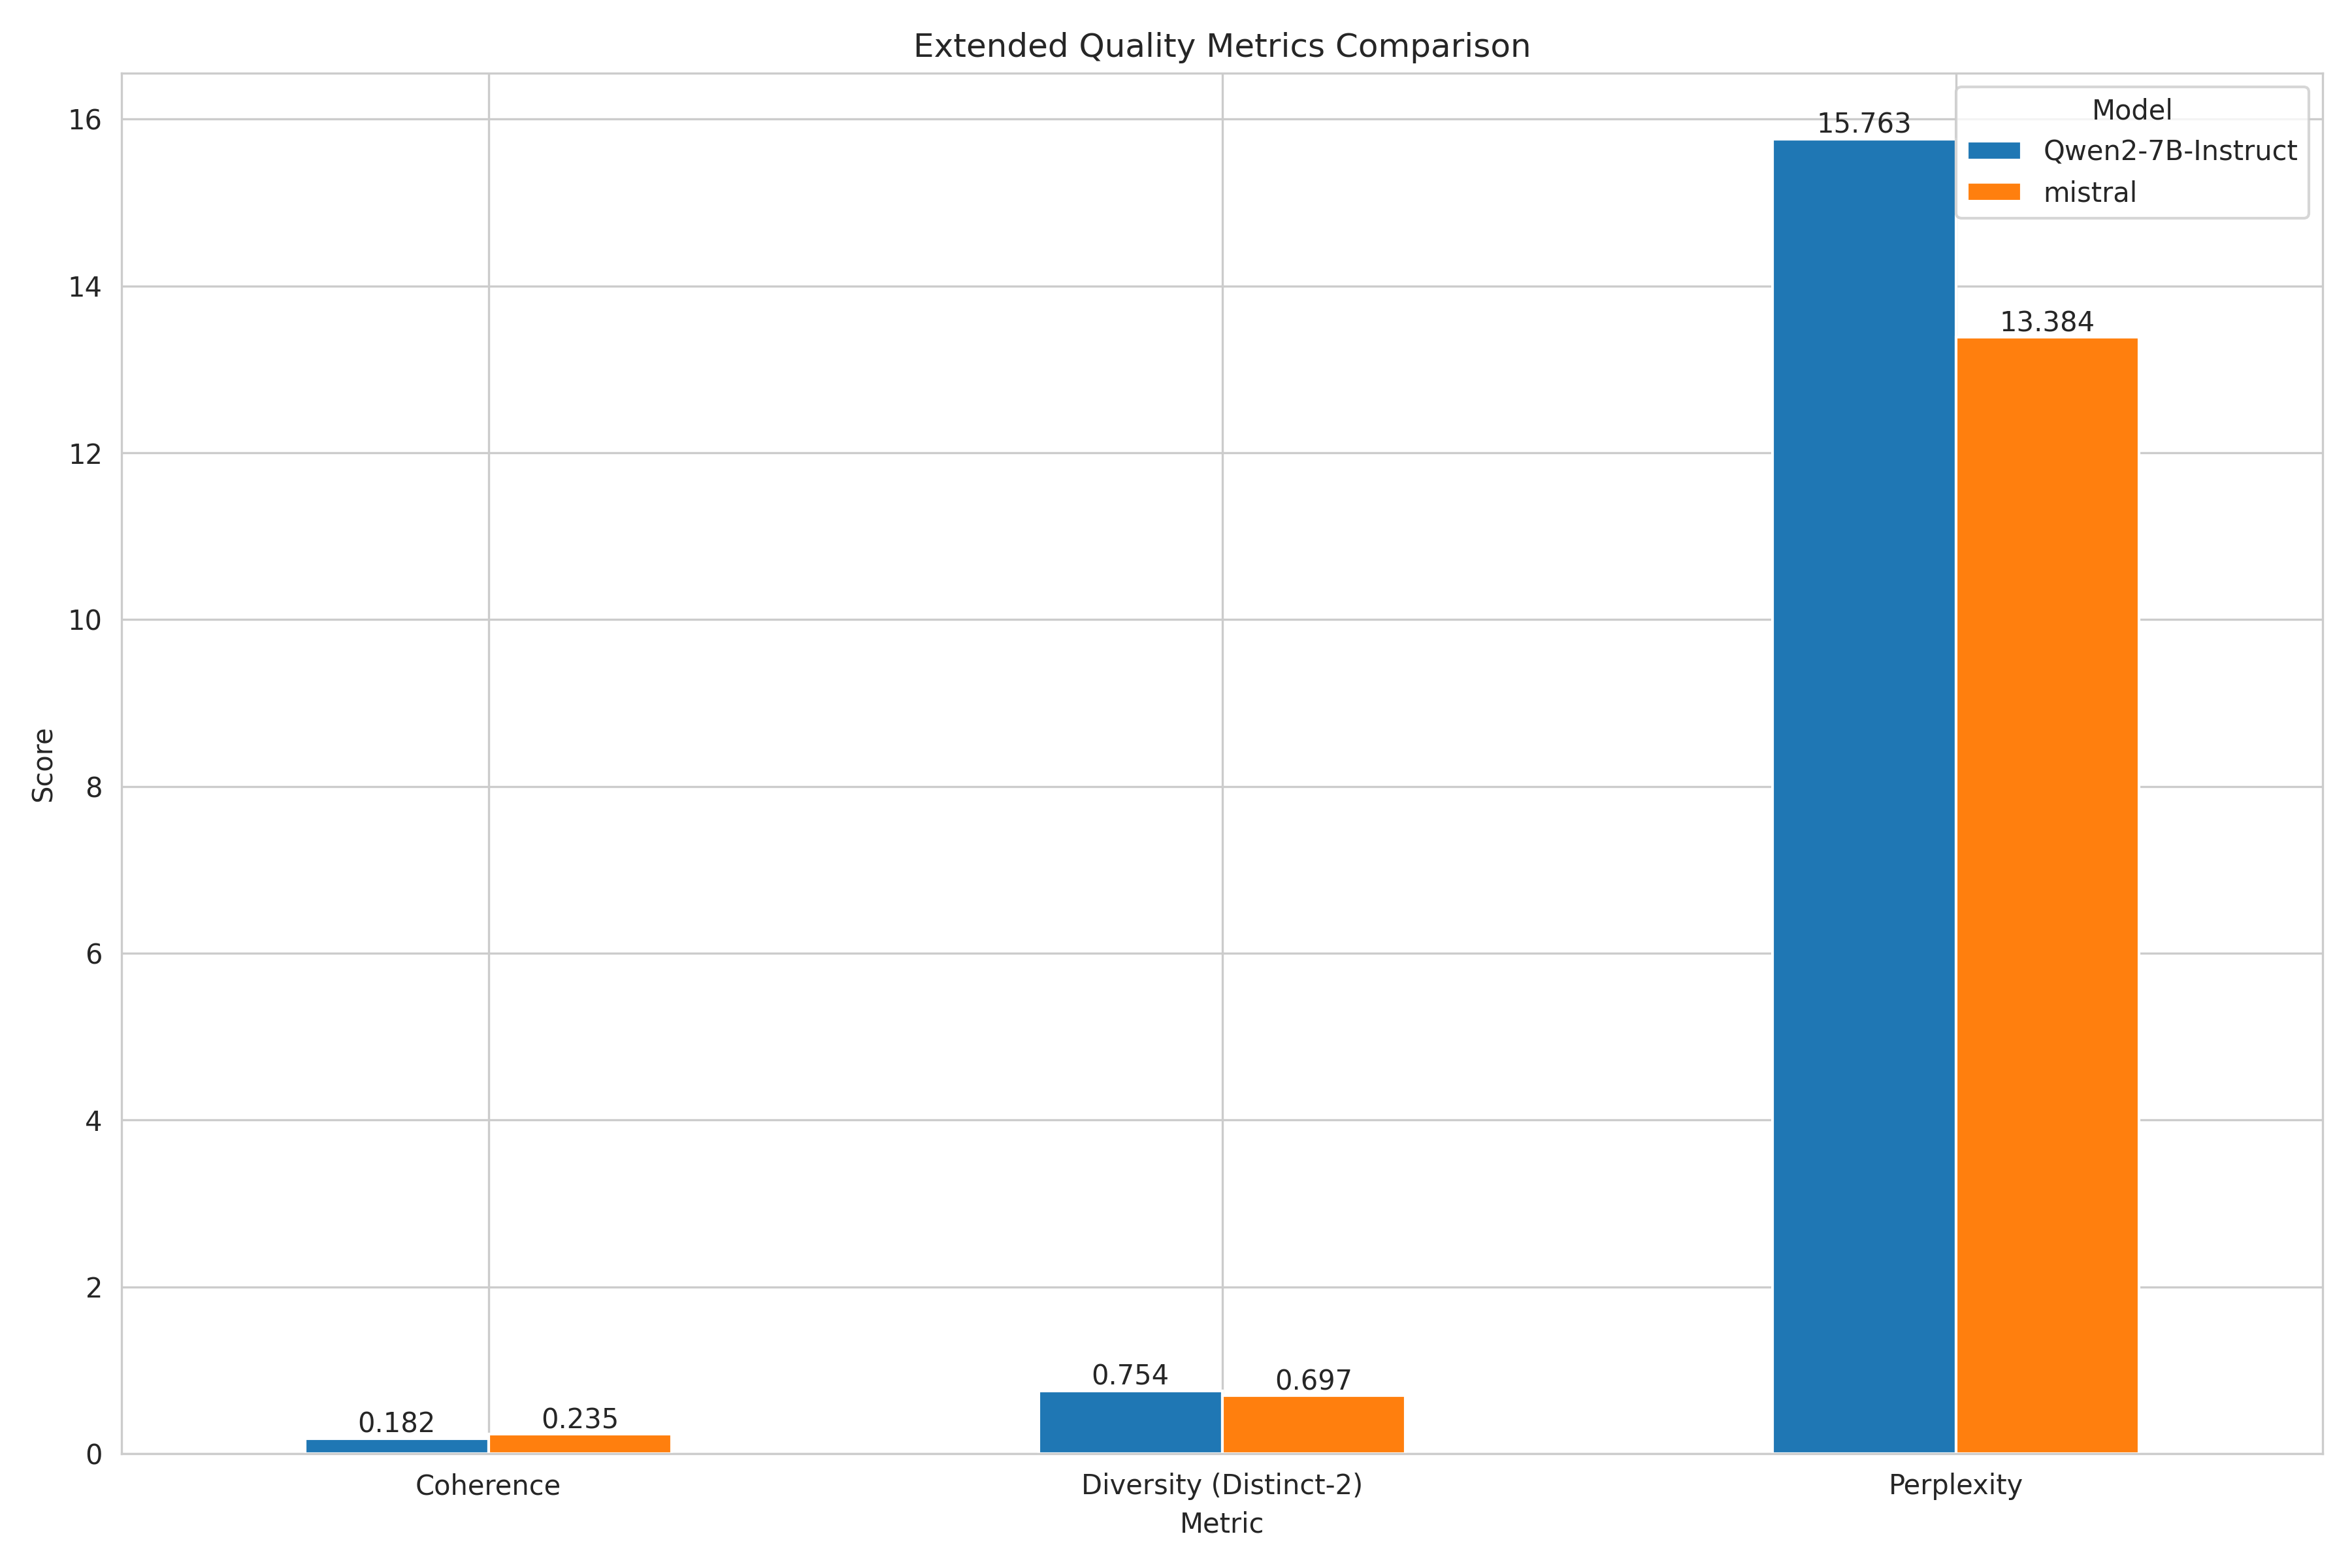 Extended Quality Metrics Comparison
Model
Qwen2-7B-Instruct
mistral
16
14
12
10
8
6
4
2
0
Score
15.763
13.384
0.754
0.697
0.182
0.235
Coherence
Diversity (Distinct-2)
Perplexity
Metric